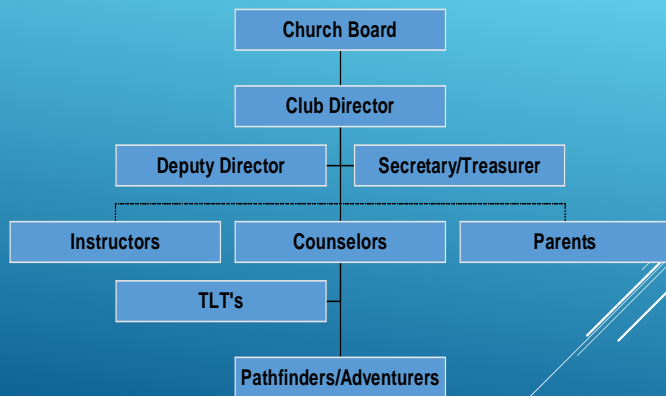 Church Board
Club Director
Deputy Director
Secretary/Treasurer
Instructors
Counselors
Parents
TLT's
Pathfinders/Adventurers